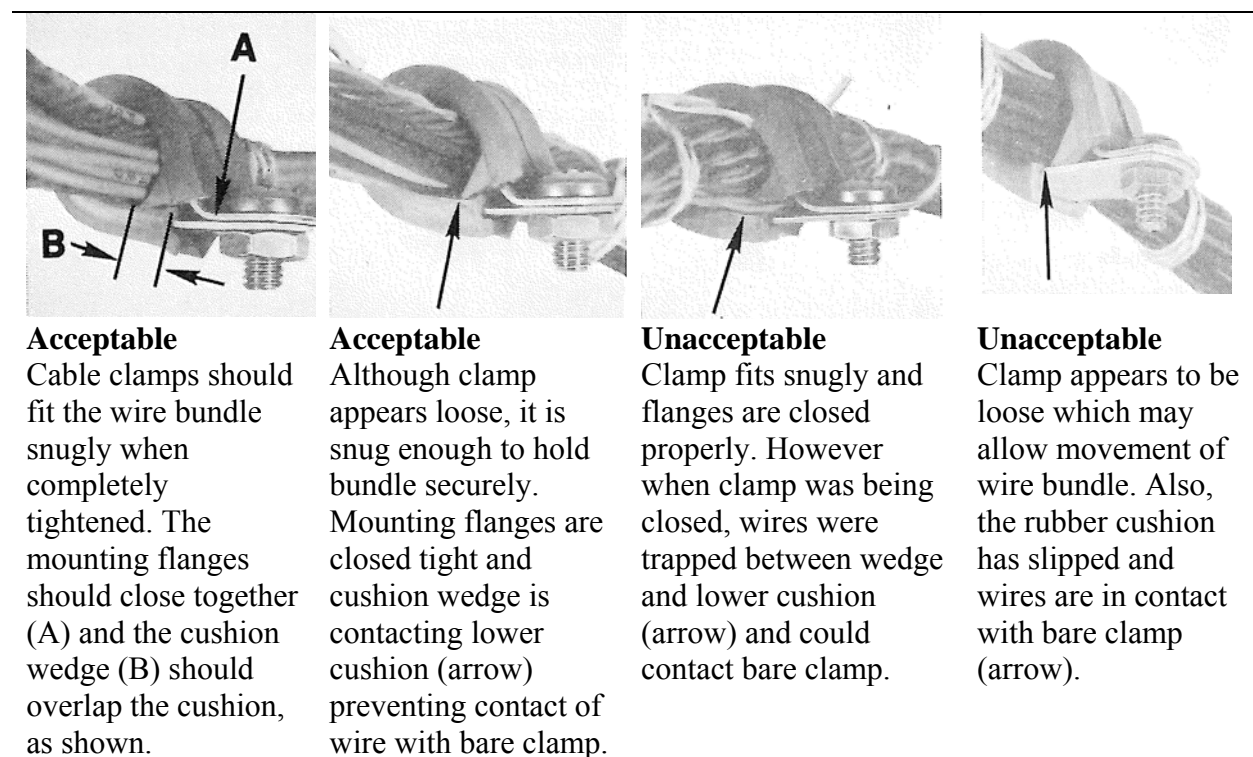 A
B
Acceptable
Cable clamps should
fit the wire bundle
snugly when
completely
tightened. The
mounting flanges
should close together
(A) and the cushion
wedge (B) should
overlap the cushion,
as shown.
Acceptable
Although clamp
appears loose, it is
snug enough to hold
bundle securely.
Mounting flanges are
closed tight and
cushion wedge is
contacting lower
cushion (arrow)
preventing contact of
wire with bare clamp.
Unacceptable
Clamp fits snugly and
flanges are closed
properly. However
when clamp was being
closed, wires were
trapped between wedge
and lower cushion
(arrow) and could
contact bare clamp.
Unacceptable
Clamp appears to be
loose which may
allow movement of
wire bundle. Also,
the rubber cushion
has slipped and
wires are in contact
with bare clamp
(arrow).